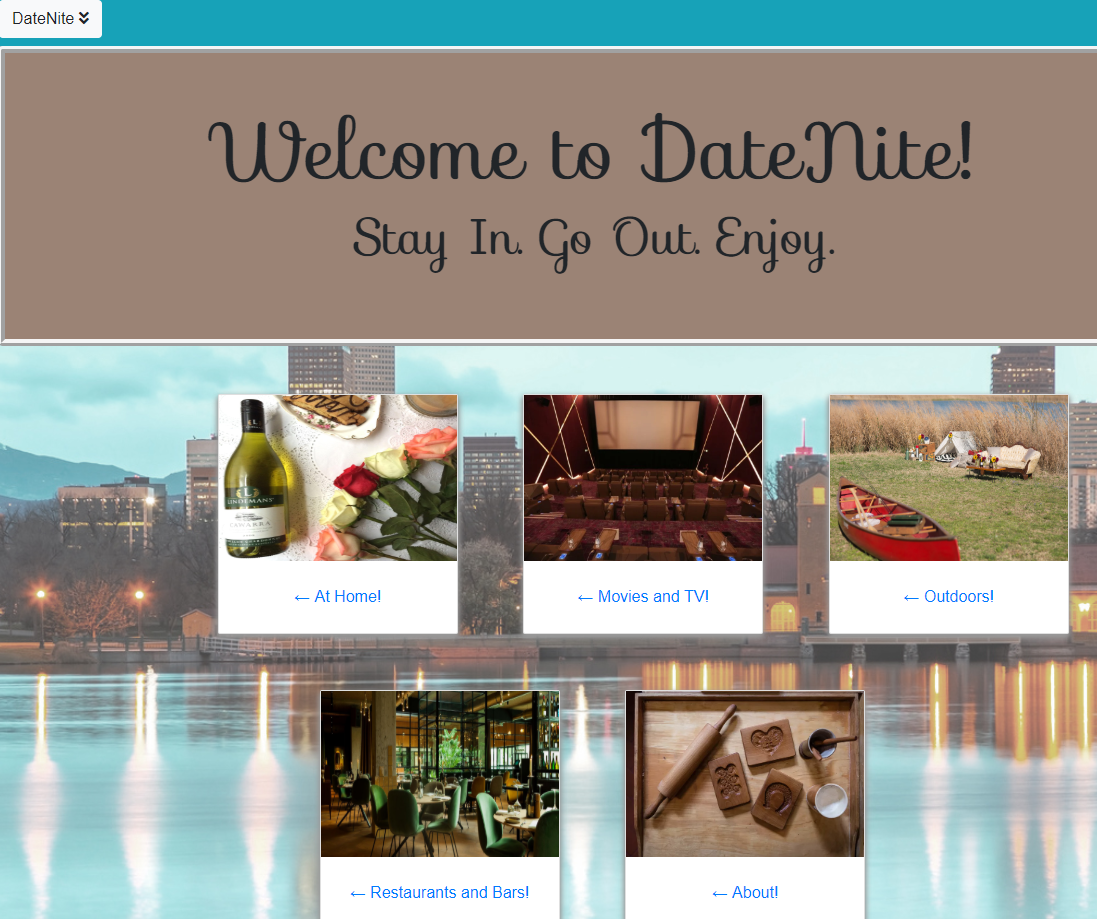 DateNite
Welcome to DateNite!
Stay In. Go Out. Enjoy.
LINDEMANS
← At Home!
← Movies and TV!
← Outdoors!
← Restaurants and Bars!
← About!